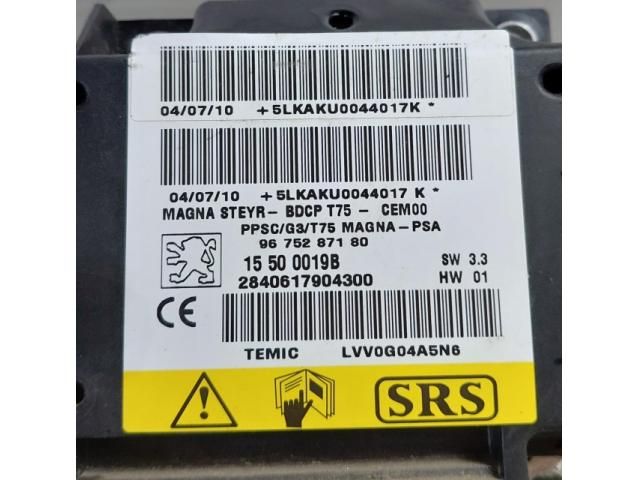 04/07/10 +5LKAKU0044017K *
04/07/10 +5LKAKU0044017 K *
MAGNA STEYR- BDCP T75 - CEM00
PPSC/G3/T75 MAGNA-PSA
96 752 871 80
15 50 0019B SW 3.3
2840617904300 HW 01
CE
TEMIC LVV0G04A5N6
SRS